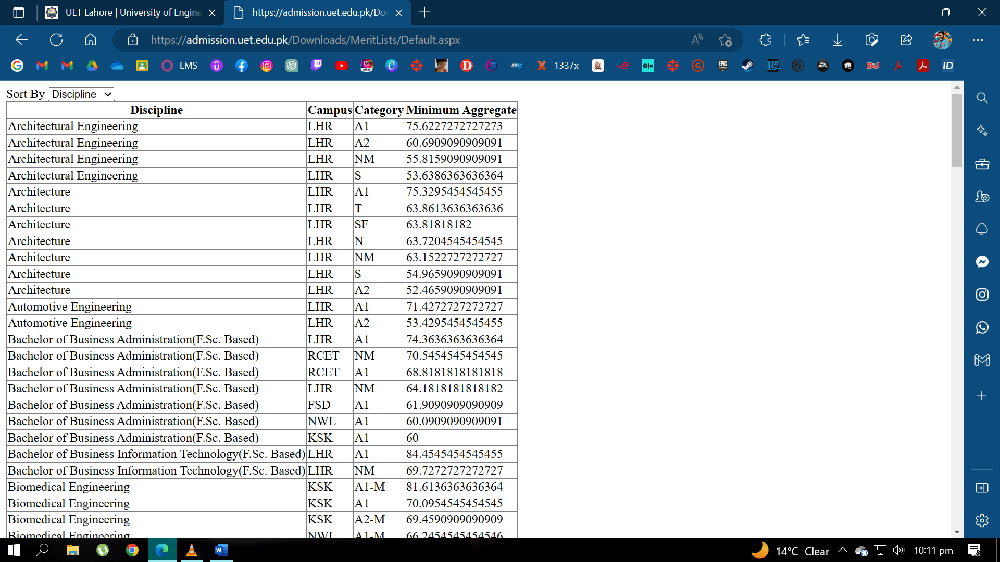 UET Lahore | University of Engine
https://admission.uet.edu.pk/Do
https://admission.uet.edu.pk/Downloads/MeritLists/Default.aspx
LMS
1337x
Sort By Discipline
Discipline Campus Category Minimum Aggregate
Architectural Engineering LHR A1 75.6227272727273
Architectural Engineering LHR A2 60.6909090909091
Architectural Engineering LHR NM 55.8159090909091
Architectural Engineering LHR S 53.6386363636364
Architecture LHR A1 75.3295454545455
Architecture LHR T 63.8613636363636
Architecture LHR SF 63.81818182
Architecture LHR N 63.7204545454545
Architecture LHR NM 63.1522727272727
Architecture LHR S 54.9659090909091
Architecture LHR A2 52.4659090909091
Automotive Engineering LHR A1 71.4272727272727
Automotive Engineering LHR A2 53.4295454545455
Bachelor of Business Administration(F.Sc. Based) LHR A1 74.3636363636364
Bachelor of Business Administration(F.Sc. Based) RCET NM 70.5454545454545
Bachelor of Business Administration(F.Sc. Based) RCET A1 68.8181818181818
Bachelor of Business Administration(F.Sc. Based) LHR NM 64.1818181818182
Bachelor of Business Administration(F.Sc. Based) FSD A1 61.9090909090909
Bachelor of Business Administration(F.Sc. Based) NWL A1 60.0909090909091
Bachelor of Business Administration(F.Sc. Based) KSK A1 60
Bachelor of Business Information Technology(F.Sc. Based) LHR A1 84.4545454545455
Bachelor of Business Information Technology(F.Sc. Based) LHR NM 69.7272727272727
Biomedical Engineering KSK A1-M 81.6136363636364
Biomedical Engineering KSK A1 70.0954545454545
Biomedical Engineering KSK A2-M 69.4590909090909
Biomedical Engineering NWL A1-M 66.2454545454546
14°C Clear 10:11 pm